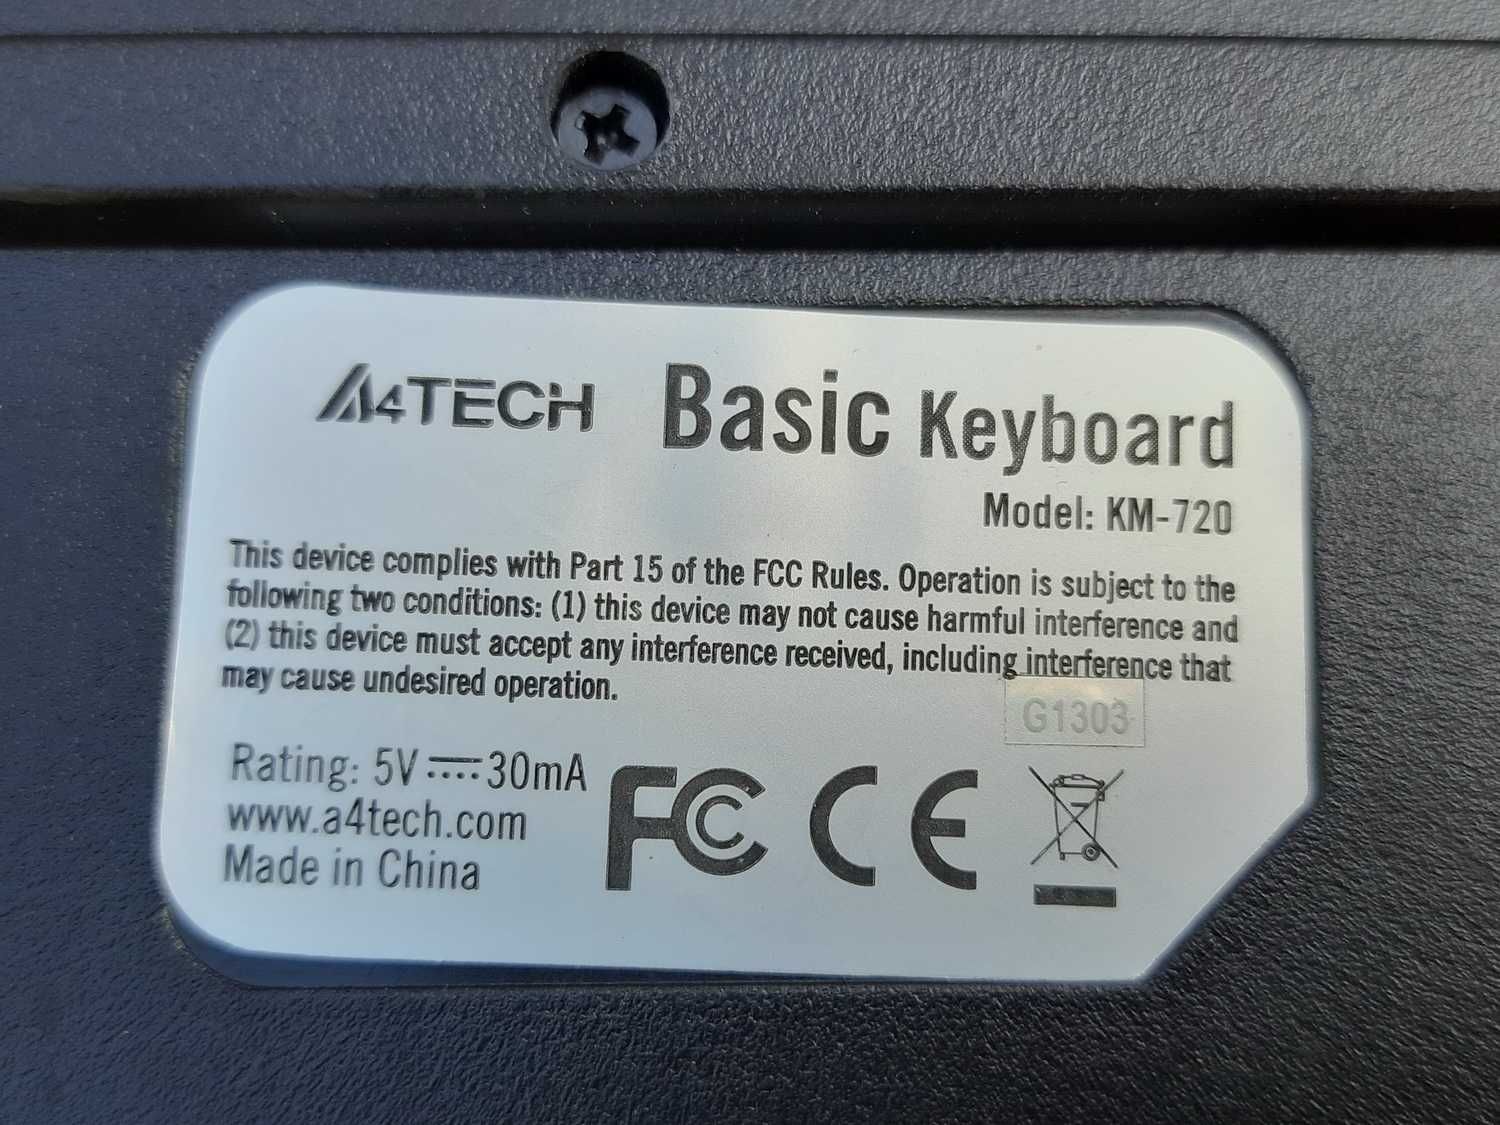 A4TECH Basic Keyboard
Model: KM-720
This device complies with Part 15 of the FCC Rules. Operation is subject to the
following two conditions: (1) this device may not cause harmful interference and
(2) this device must accept any interference received, including interference that
may cause undesired operation.
G1303
Rating: 5V ⎓ 30mA
www.a4tech.com
Made in China
FC CE